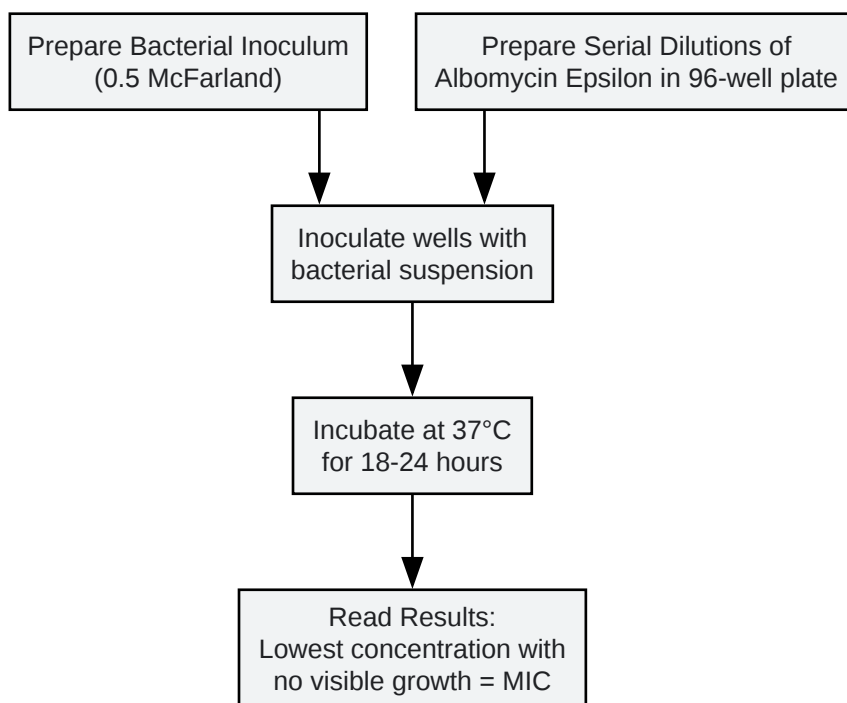 Prepare Bacterial Inoculum
(0.5 McFarland)
Prepare Serial Dilutions of
Albomycin Epsilon in 96-well plate
Inoculate wells with
bacterial suspension
Incubate at 37°C
for 18-24 hours
Read Results:
Lowest concentration with
no visible growth = MIC